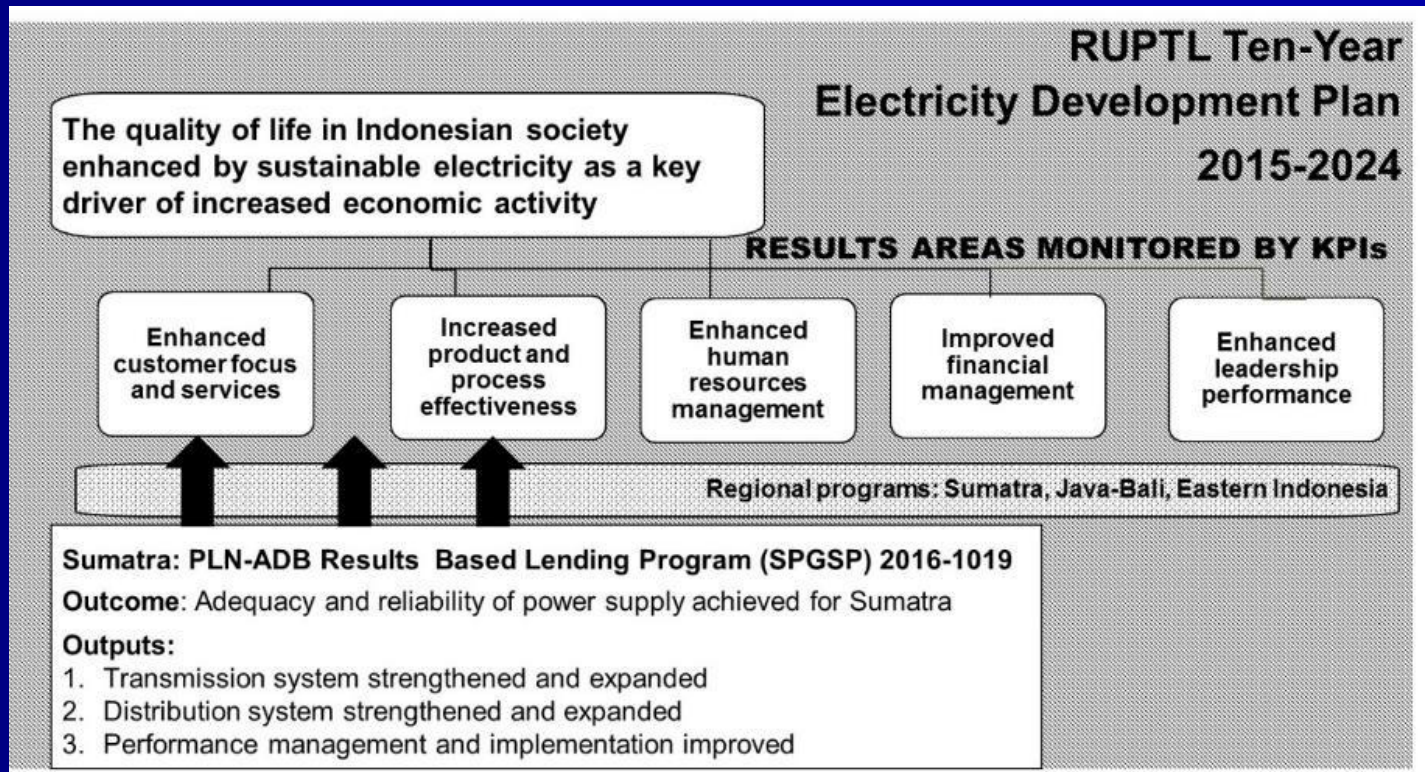 RUPTL Ten-Year
Electricity Development Plan
2015-2024
The quality of life in Indonesian society
enhanced by sustainable electricity as a key
driver of increased economic activity
RESULTS AREAS MONITORED BY KPIs
Enhanced
customer focus
and services
Increased
product and
process
effectiveness
Enhanced
human
resources
management
Improved
financial
management
Enhanced
leadership
performance
Regional programs: Sumatra, Java-Bali, Eastern Indonesia
Sumatra: PLN-ADB Results Based Lending Program (SPGSP) 2016-1019
Outcome: Adequacy and reliability of power supply achieved for Sumatra
Outputs:
1. Transmission system strengthened and expanded
2. Distribution system strengthened and expanded
3. Performance management and implementation improved